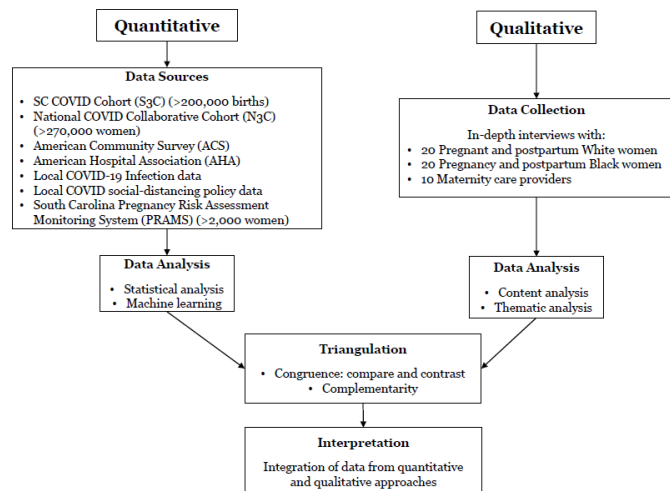 Quantitative
Qualitative
Data Sources
• SC COVID Cohort (S3C) (>200,000 births)
• National COVID Collaborative Cohort (N3C)
(>270,000 women)
• American Community Survey (ACS)
• American Hospital Association (AHA)
• Local COVID-19 Infection data
• Local COVID social-distancing policy data
• South Carolina Pregnancy Risk Assessment
Monitoring System (PRAMS) (>2,000 women)
Data Collection
In-depth interviews with:
• 20 Pregnant and postpartum White women
• 20 Pregnancy and postpartum Black women
• 10 Maternity care providers
Data Analysis
• Statistical analysis
• Machine learning
Data Analysis
• Content analysis
• Thematic analysis
Triangulation
• Congruence: compare and contrast
• Complementarity
Interpretation
Integration of data from quantitative
and qualitative approaches